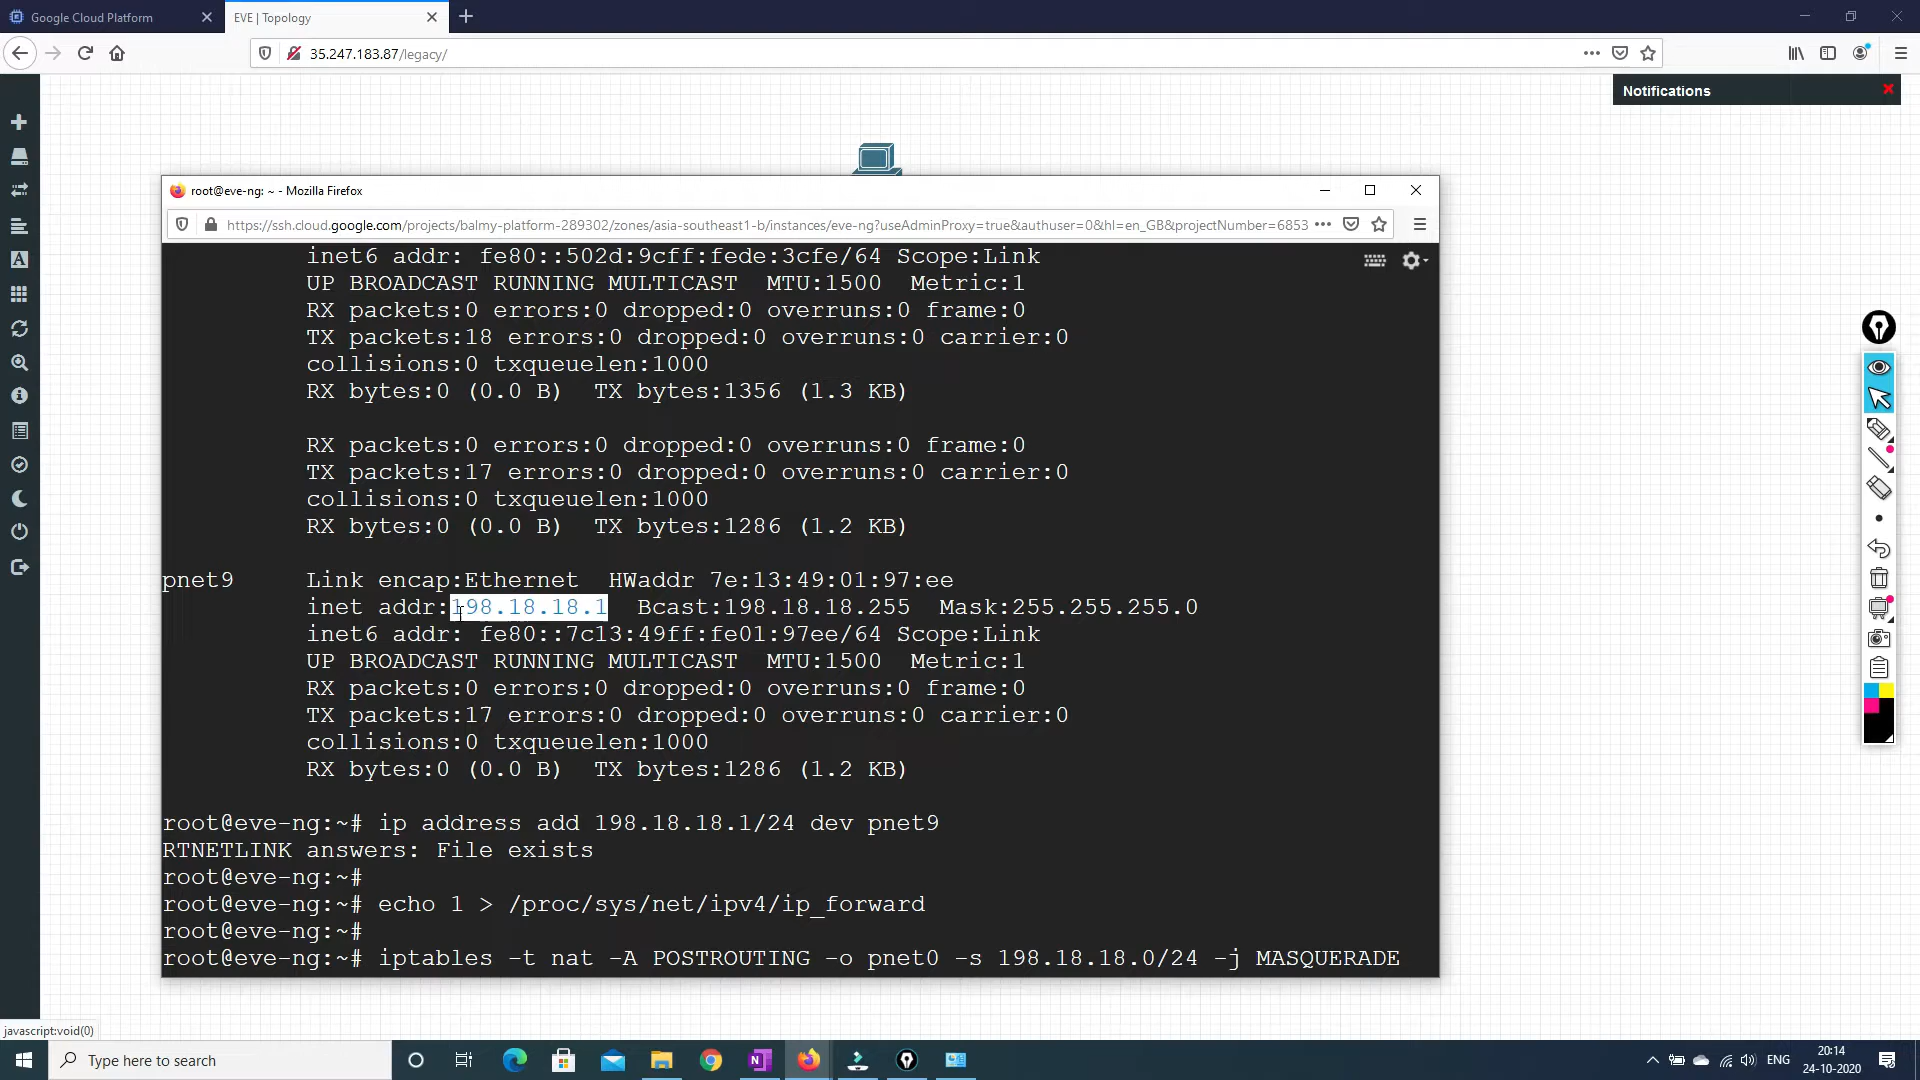 Google Cloud Platform
EVE | Topology
35.247.183.87/legacy/
Notifications
root@eve-ng: ~ - Mozilla Firefox
https://ssh.cloud.google.com/projects/balmy-platform-289302/zones/asia-southeast1-b/instances/eve-ng?useAdminProxy=true&authuser=0&hl=en_GB&projectNumber=6853
inet6 addr: fe80::502d:9cff:fede:3cfe/64 Scope:Link
UP BROADCAST RUNNING MULTICAST  MTU:1500  Metric:1
RX packets:0 errors:0 dropped:0 overruns:0 frame:0
TX packets:18 errors:0 dropped:0 overruns:0 carrier:0
collisions:0 txqueuelen:1000
RX bytes:0 (0.0 B)  TX bytes:1356 (1.3 KB)
RX packets:0 errors:0 dropped:0 overruns:0 frame:0
TX packets:17 errors:0 dropped:0 overruns:0 carrier:0
collisions:0 txqueuelen:1000
RX bytes:0 (0.0 B)  TX bytes:1286 (1.2 KB)
pnet9     Link encap:Ethernet  HWaddr 7e:13:49:01:97:ee
inet addr:198.18.18.1  Bcast:198.18.18.255  Mask:255.255.255.0
inet6 addr: fe80::7c13:49ff:fe01:97ee/64 Scope:Link
UP BROADCAST RUNNING MULTICAST  MTU:1500  Metric:1
RX packets:0 errors:0 dropped:0 overruns:0 frame:0
TX packets:17 errors:0 dropped:0 overruns:0 carrier:0
collisions:0 txqueuelen:1000
RX bytes:0 (0.0 B)  TX bytes:1286 (1.2 KB)
root@eve-ng:~# ip address add 198.18.18.1/24 dev pnet9
RTNETLINK answers: File exists
root@eve-ng:~#
root@eve-ng:~# echo 1 > /proc/sys/net/ipv4/ip_forward
root@eve-ng:~#
root@eve-ng:~# iptables -t nat -A POSTROUTING -o pnet0 -s 198.18.18.0/24 -j MASQUERADE
javascript:void(0)
Type here to search
ENG
20:14
24-10-2020